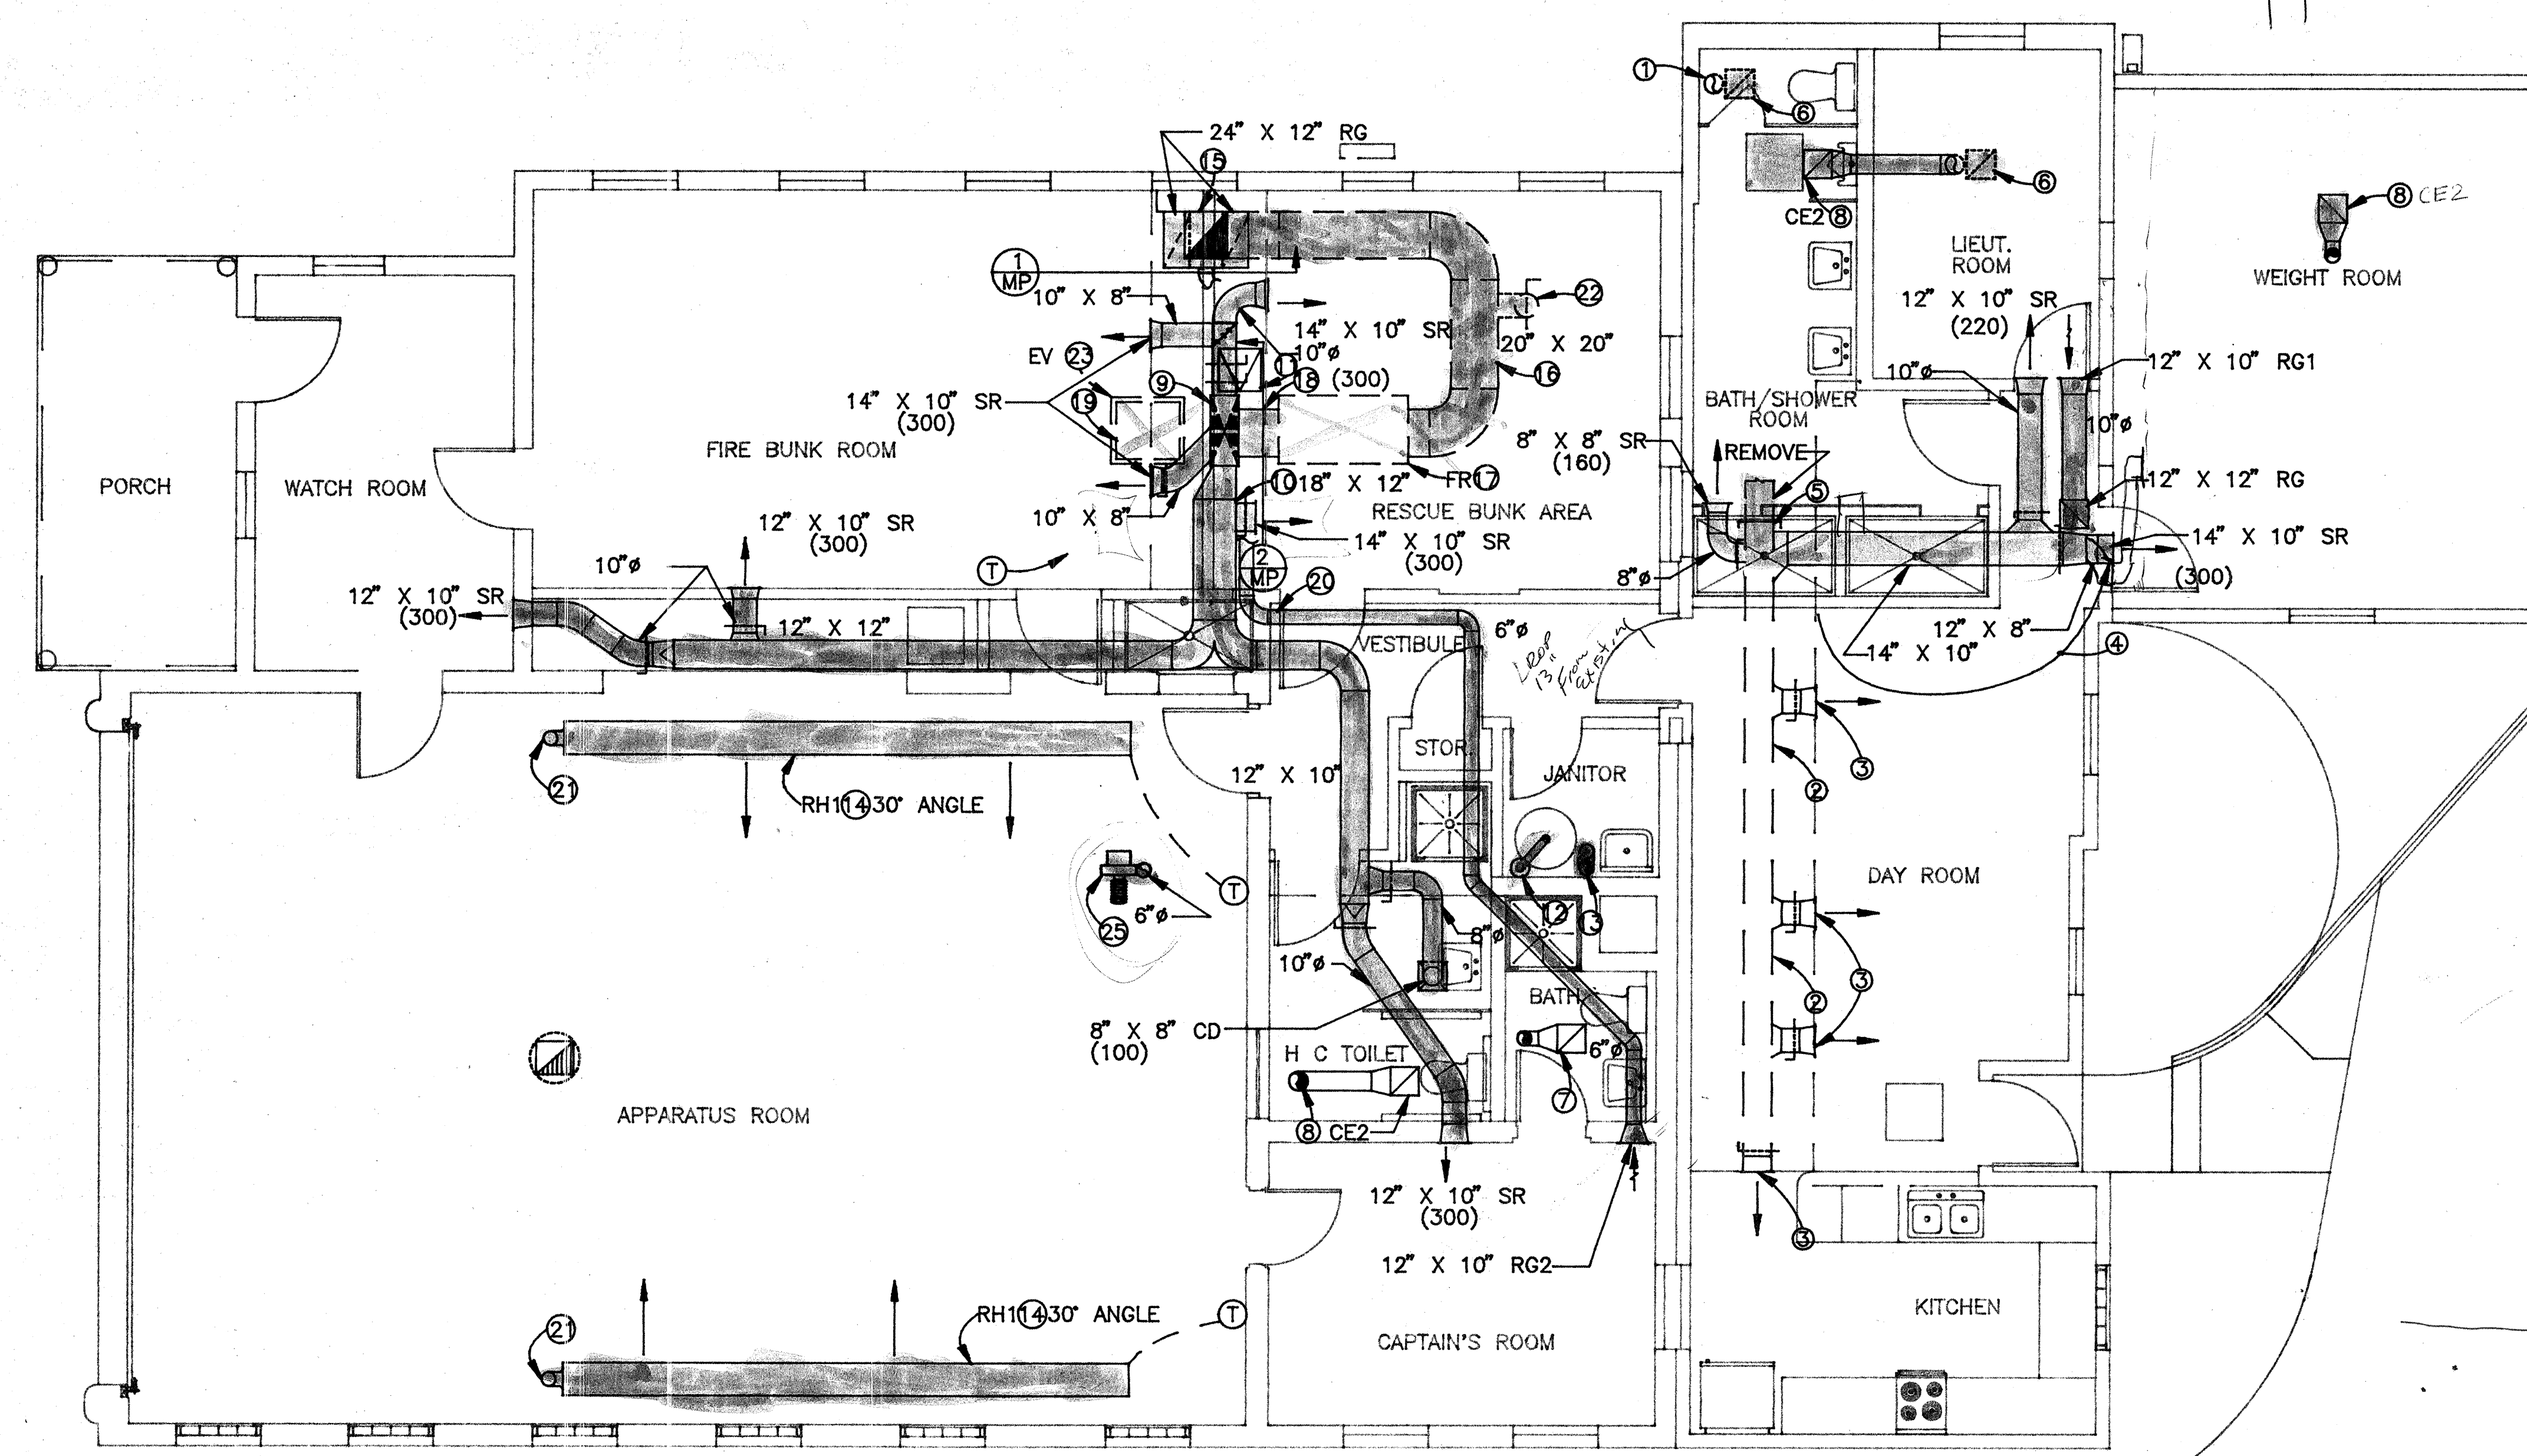 1
6
24" X 12" RG
15
CE2 8
6
8 CE2
LIEUT.
ROOM
WEIGHT ROOM
1
MP
10" X 8"
22
12" X 10" SR
(220)
14" X 10" SR
20" X 20"
EV 23
10"ø
11
9
18
(300)
16
10"ø
12" X 10" RG1
14" X 10" SR
(300)
19
BATH/SHOWER
ROOM
10"ø
FIRE BUNK ROOM
8" X 8" SR
(160)
REMOVE
PORCH
WATCH ROOM
10
18" X 12"
FR 17
5
12" X 12" RG
10" X 8"
RESCUE BUNK AREA
12" X 10" SR
(300)
14" X 10" SR
(300)
14" X 10" SR
(300)
T
2
MP
20
8"ø
10"ø
12" X 10" SR
(300)
12" X 12"
VESTIBULE
6"ø
DROP
13"
From
existing
12" X 8"
14" X 10"
4
STOR.
JANITOR
12" X 10"
3
2
21
RH1 14 30° ANGLE
T
6"ø
25
12
13
DAY ROOM
8"ø
10"ø
3
2
BATH
8" X 8" CD
(100)
H C TOILET
6"ø
7
8 CE2
APPARATUS ROOM
12" X 10" SR
(300)
3
12" X 10" RG2
RH1 14 30° ANGLE
T
21
KITCHEN
CAPTAIN'S ROOM